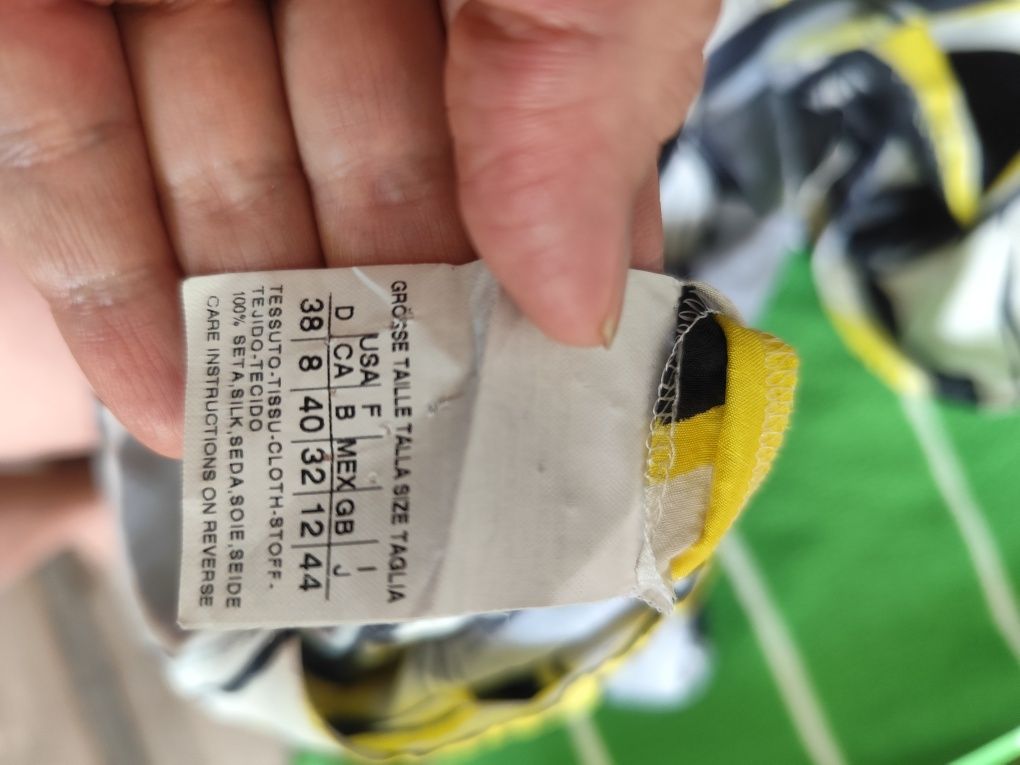 GRÖSSE TAILLE TALLA SIZE TAGLIA
USA F I
D CA B MEX GB J
38 8 40 32 12 44
TESSUTO-TISSU-CLOTH-STOFF-
TEJIDO-TECIDO
100% SETA,SILK,SEDA,SOIE,SEIDE
CARE INSTRUCTIONS ON REVERSE